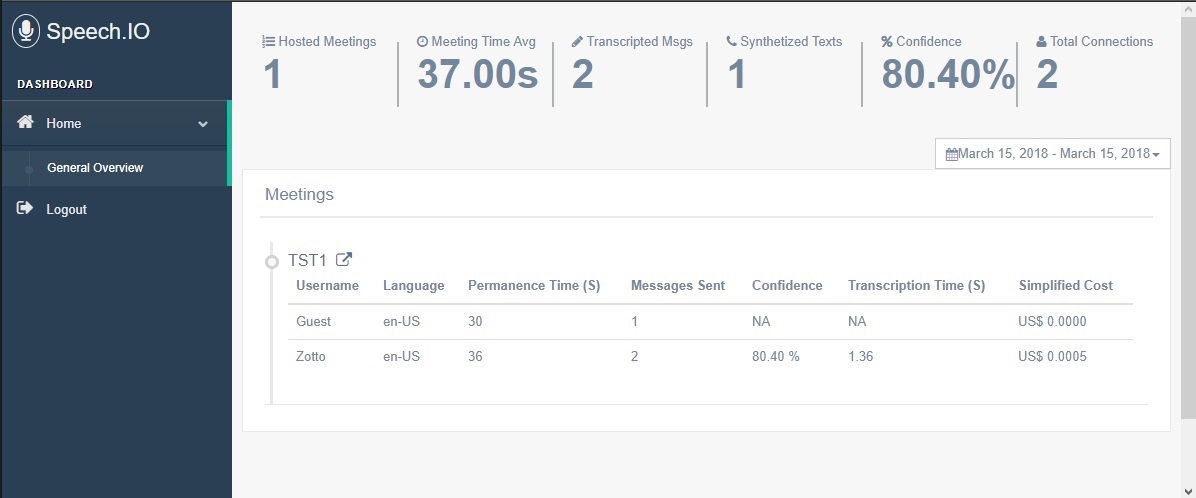 Speech.IO
DASHBOARD
Home
General Overview
Logout
Hosted Meetings Meeting Time Avg Transcripted Msgs Synthetized Texts % Confidence Total Connections
1 37.00s 2 1 80.40% 2
March 15, 2018 - March 15, 2018
Meetings
TST1
Username Language Permanence Time (S) Messages Sent Confidence Transcription Time (S) Simplified Cost
Guest en-US 30 1 NA NA US$ 0.0000
Zotto en-US 36 2 80.40 % 1.36 US$ 0.0005